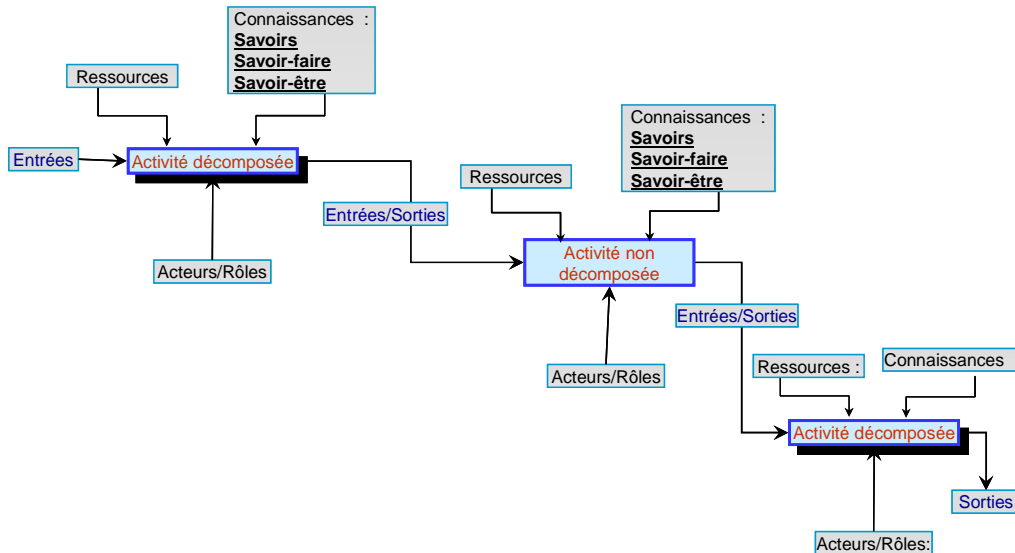 Connaissances :
Savoirs
Savoir-faire
Savoir-être
Ressources
Entrées
Activité décomposée
Entrées/Sorties
Acteurs/Rôles
Connaissances :
Savoirs
Savoir-faire
Savoir-être
Ressources
Activité non
décomposée
Entrées/Sorties
Acteurs/Rôles
Ressources :
Connaissances
Activité décomposée
Sorties
Acteurs/Rôles: